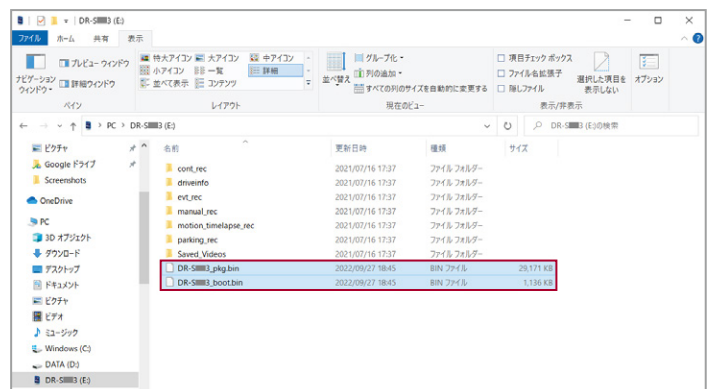 DR-S▮▮▮3 (E:)
ファイル ホーム 共有 表示
ナビゲーション ウィンドウ プレビュー ウィンドウ 詳細ウィンドウ
特大アイコン 大アイコン 中アイコン
小アイコン 一覧 詳細
並べて表示 コンテンツ
並べ替え
グループ化
列の追加
すべての列のサイズを自動的に変更する
項目チェック ボックス
ファイル名拡張子
隠しファイル
選択した項目を
表示しない
オプション
ペイン レイアウト 現在のビュー 表示/非表示
PC > DR-S▮▮▮3 (E:)
DR-S▮▮▮3 (E:)の検索
ピクチャ
Google ドライブ
Screenshots
OneDrive
PC
3D オブジェクト
ダウンロード
デスクトップ
ドキュメント
ピクチャ
ビデオ
ミュージック
Windows (C:)
DATA (D:)
DR-S▮▮▮3 (E:)
名前 更新日時 種類 サイズ
cont_rec 2021/07/16 17:37 ファイル フォルダー
driveinfo 2021/07/16 17:37 ファイル フォルダー
evt_rec 2021/07/16 17:37 ファイル フォルダー
manual_rec 2021/07/16 17:37 ファイル フォルダー
motion_timelapse_rec 2021/07/16 17:37 ファイル フォルダー
parking_rec 2021/07/16 17:37 ファイル フォルダー
Saved_Videos 2021/07/16 17:37 ファイル フォルダー
DR-S▮▮▮3_pkg.bin 2022/09/27 18:45 BIN ファイル 29,171 KB
DR-S▮▮▮3_boot.bin 2022/09/27 18:45 BIN ファイル 1,136 KB